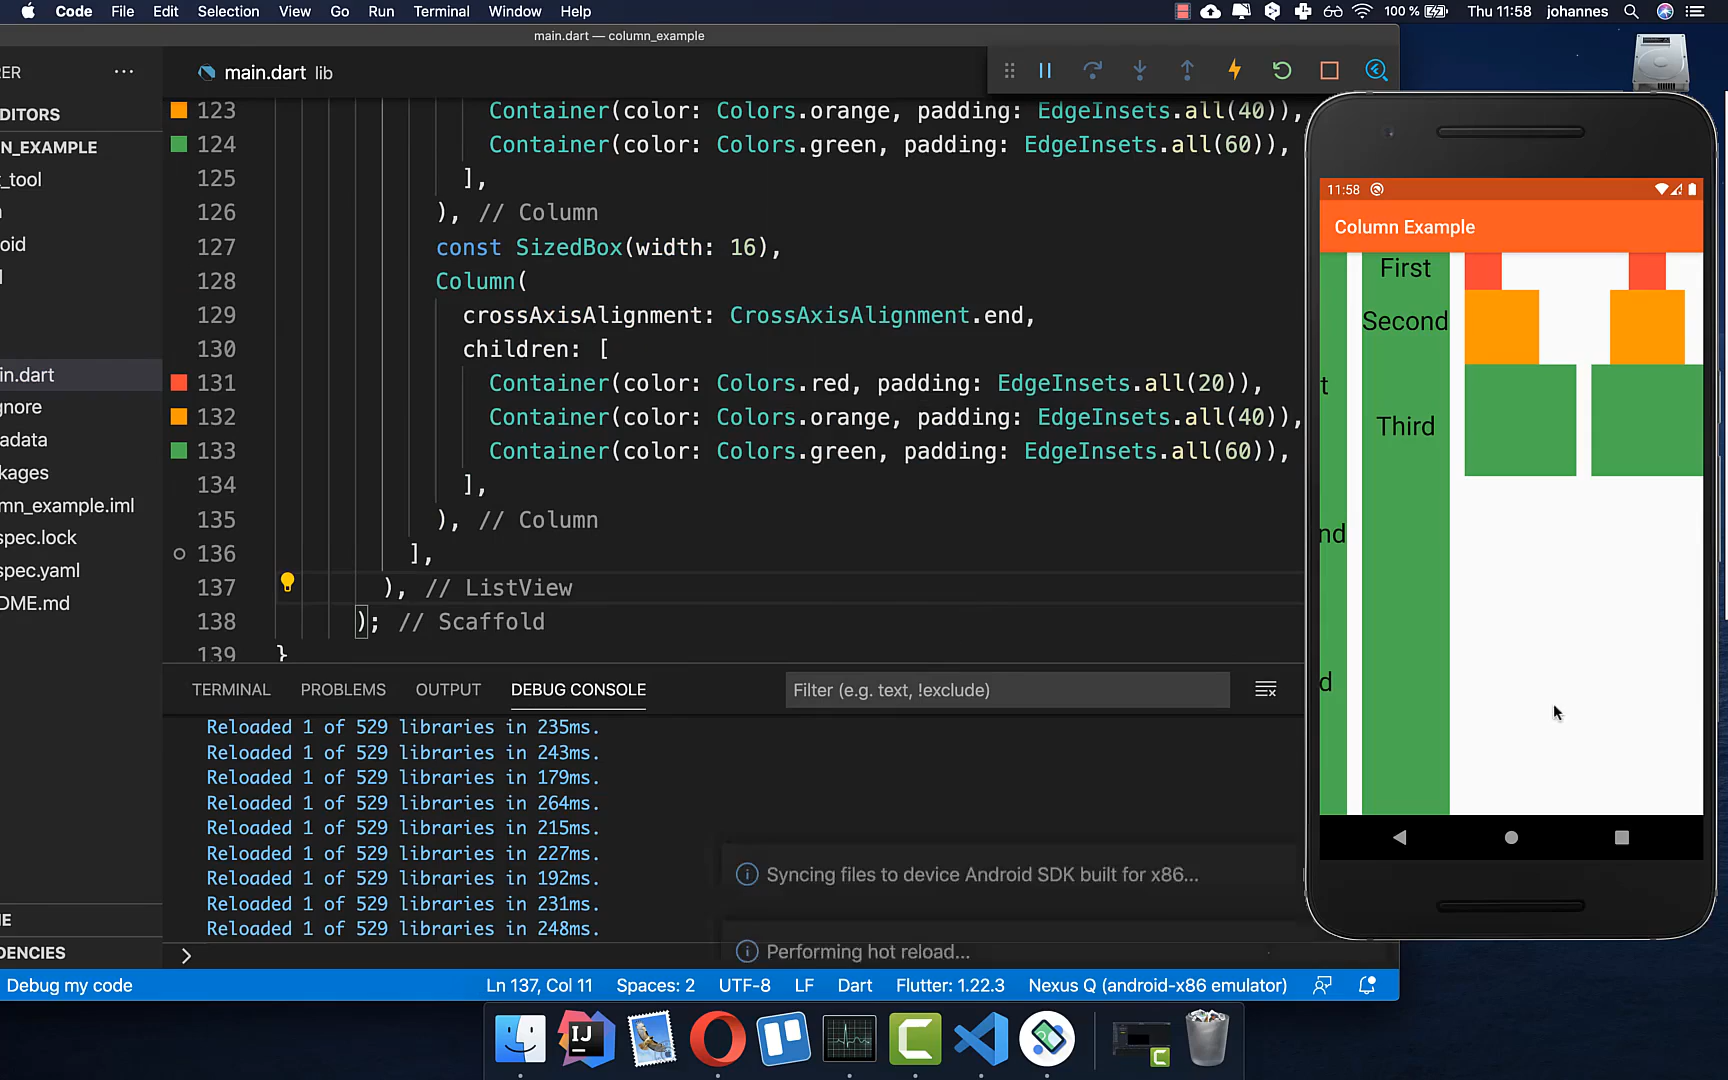 Code File Edit Selection View Go Run Terminal Window Help 100 % Thu 11:58 johannes
main.dart — column_example
ER ···
main.dart lib
DITORS
N_EXAMPLE
t_tool
oid
in.dart
gnore
adata
kages
mn_example.iml
spec.lock
spec.yaml
DME.md
E
DENCIES
123 Container(color: Colors.orange, padding: EdgeInsets.all(40)),
124 Container(color: Colors.green, padding: EdgeInsets.all(60)),
125 ],
126 ), // Column
127 const SizedBox(width: 16),
128 Column(
129 crossAxisAlignment: CrossAxisAlignment.end,
130 children: [
131 Container(color: Colors.red, padding: EdgeInsets.all(20)),
132 Container(color: Colors.orange, padding: EdgeInsets.all(40)),
133 Container(color: Colors.green, padding: EdgeInsets.all(60)),
134 ],
135 ), // Column
136 ],
137 ), // ListView
138 ); // Scaffold
139 }
TERMINAL PROBLEMS OUTPUT DEBUG CONSOLE Filter (e.g. text, !exclude)
Reloaded 1 of 529 libraries in 235ms.
Reloaded 1 of 529 libraries in 243ms.
Reloaded 1 of 529 libraries in 179ms.
Reloaded 1 of 529 libraries in 264ms.
Reloaded 1 of 529 libraries in 215ms.
Reloaded 1 of 529 libraries in 227ms.
Reloaded 1 of 529 libraries in 192ms.
Reloaded 1 of 529 libraries in 231ms.
Reloaded 1 of 529 libraries in 248ms.
Syncing files to device Android SDK built for x86...
Performing hot reload...
Debug my code Ln 137, Col 11 Spaces: 2 UTF-8 LF Dart Flutter: 1.22.3 Nexus Q (android-x86 emulator)
11:58
Column Example
First
Second
Third
t
nd
d
IJ